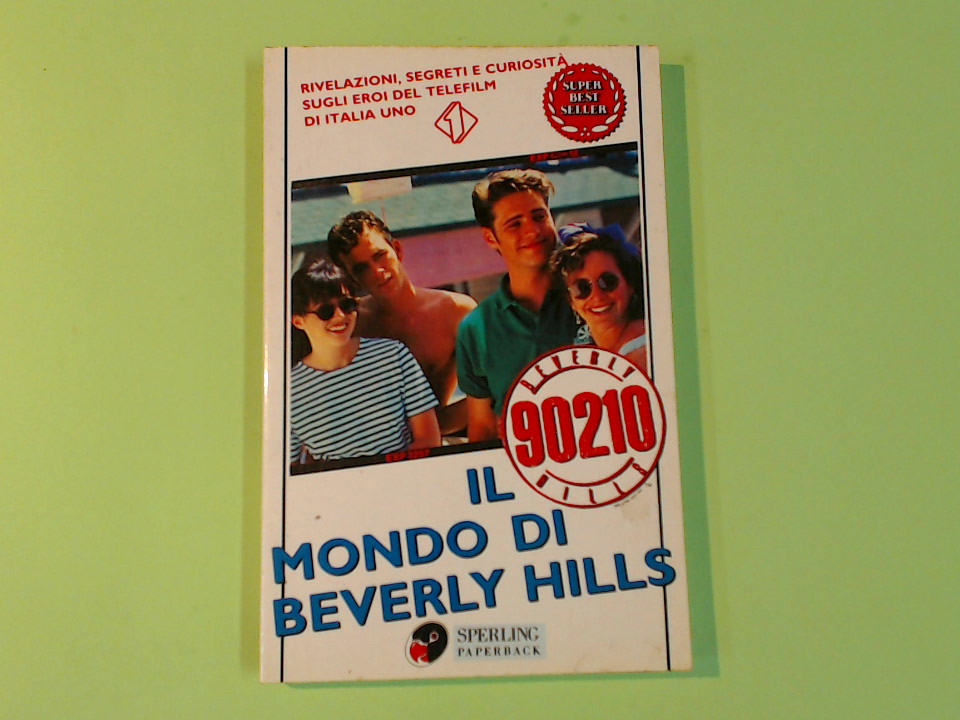 RIVELAZIONI, SEGRETI E CURIOSITÀ
SUGLI EROI DEL TELEFILM
DI ITALIA UNO
1
SUPER
BEST
SELLER
BEVERLY
90210
HILLS
IL
MONDO DI
BEVERLY HILLS
SPERLING
PAPERBACK